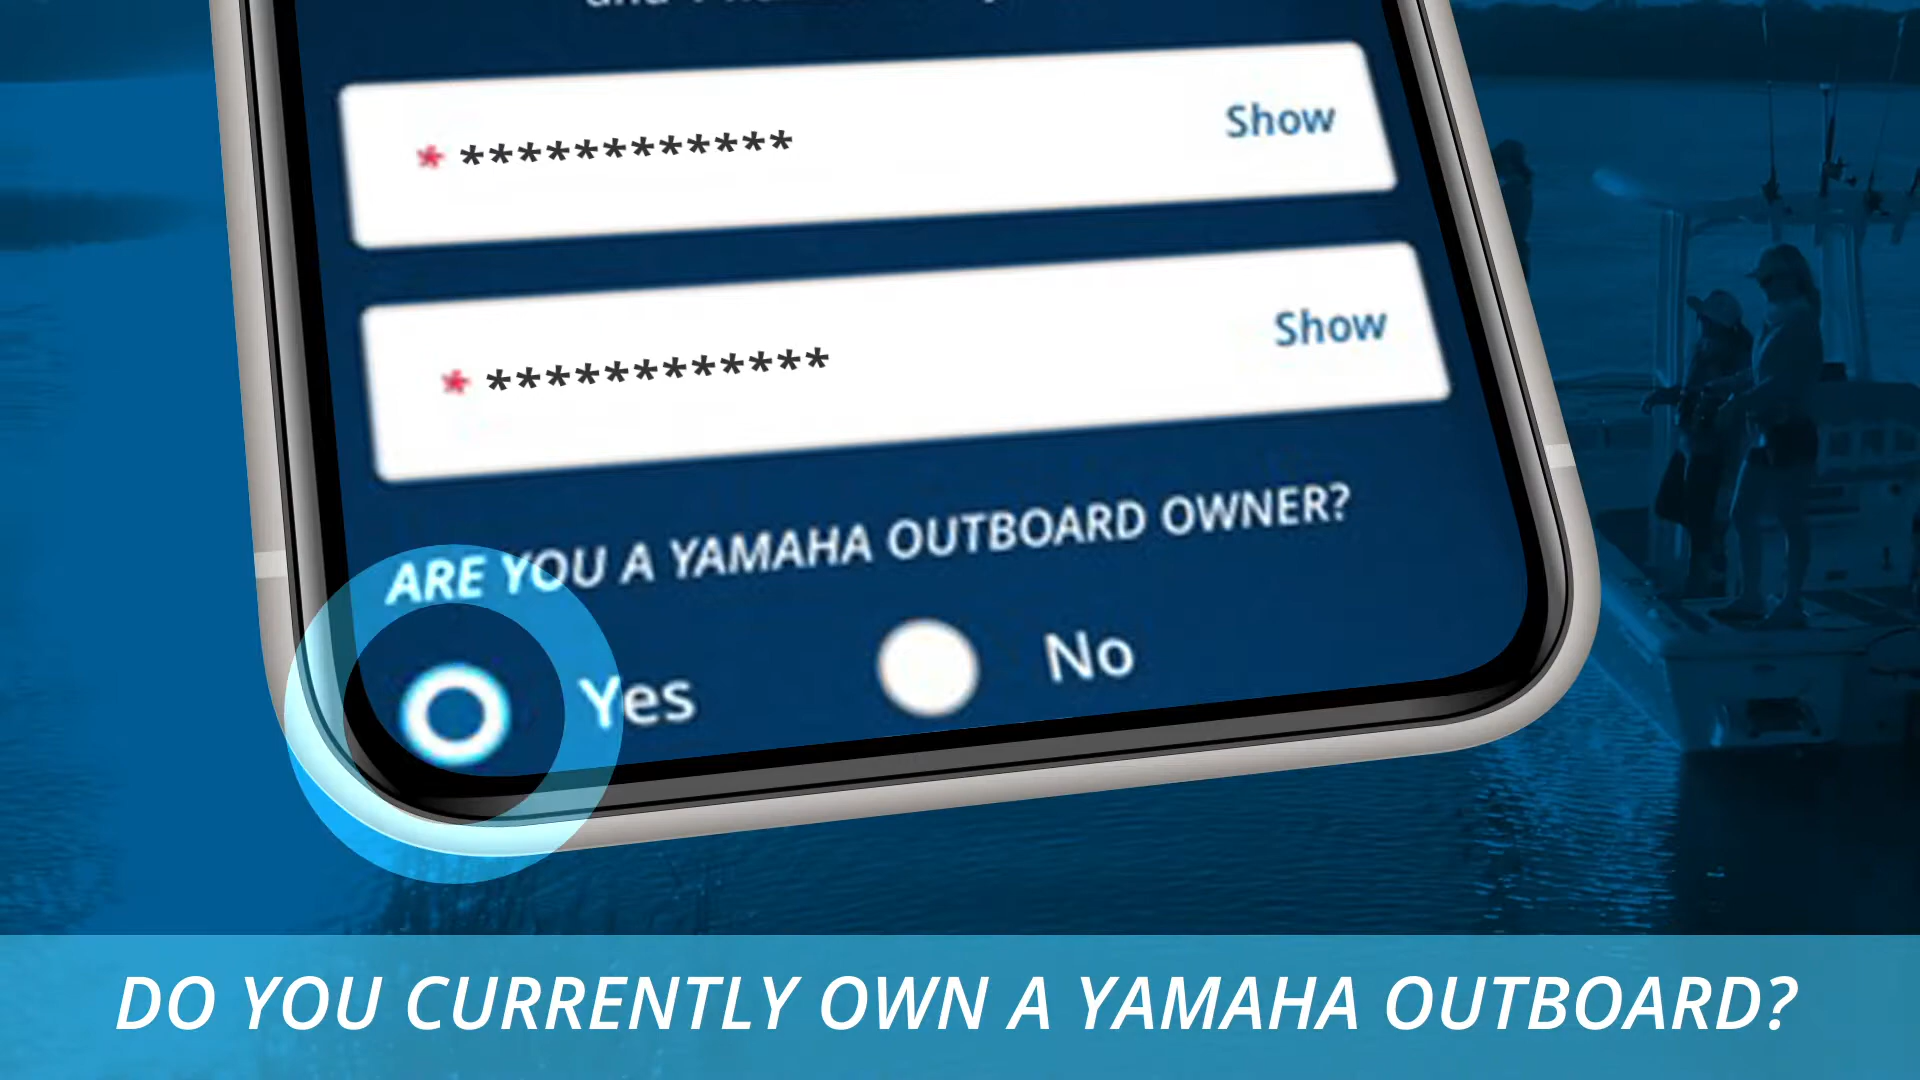 * ************ Show
* ************ Show
ARE YOU A YAMAHA OUTBOARD OWNER?
Yes No
DO YOU CURRENTLY OWN A YAMAHA OUTBOARD?